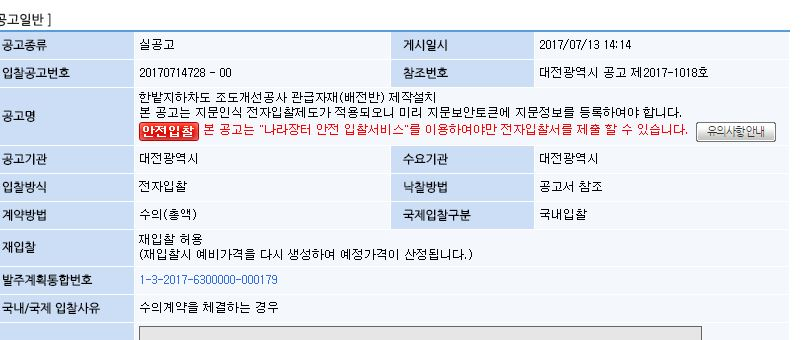 공고일반 ]
공고종류 실공고 게시일시 2017/07/13 14:14
입찰공고번호 20170714728 - 00 참조번호 대전광역시 공고 제2017-1018호
공고명 한밭지하차도 조도개선공사 관급자재(배전반) 제작설치
본 공고는 지문인식 전자입찰제도가 적용되오니 미리 지문보안토큰에 지문정보를 등록하여야 합니다.
안전입찰 본 공고는 "나라장터 안전 입찰서비스"를 이용하여야만 전자입찰서를 제출 할 수 있습니다. 유의사항안내
공고기관 대전광역시 수요기관 대전광역시
입찰방식 전자입찰 낙찰방법 공고서 참조
계약방법 수의(총액) 국제입찰구분 국내입찰
재입찰 재입찰 허용
(재입찰시 예비가격을 다시 생성하여 예정가격이 산정됩니다.)
발주계획통합번호 1-3-2017-6300000-000179
국내/국제 입찰사유 수의계약을 체결하는 경우